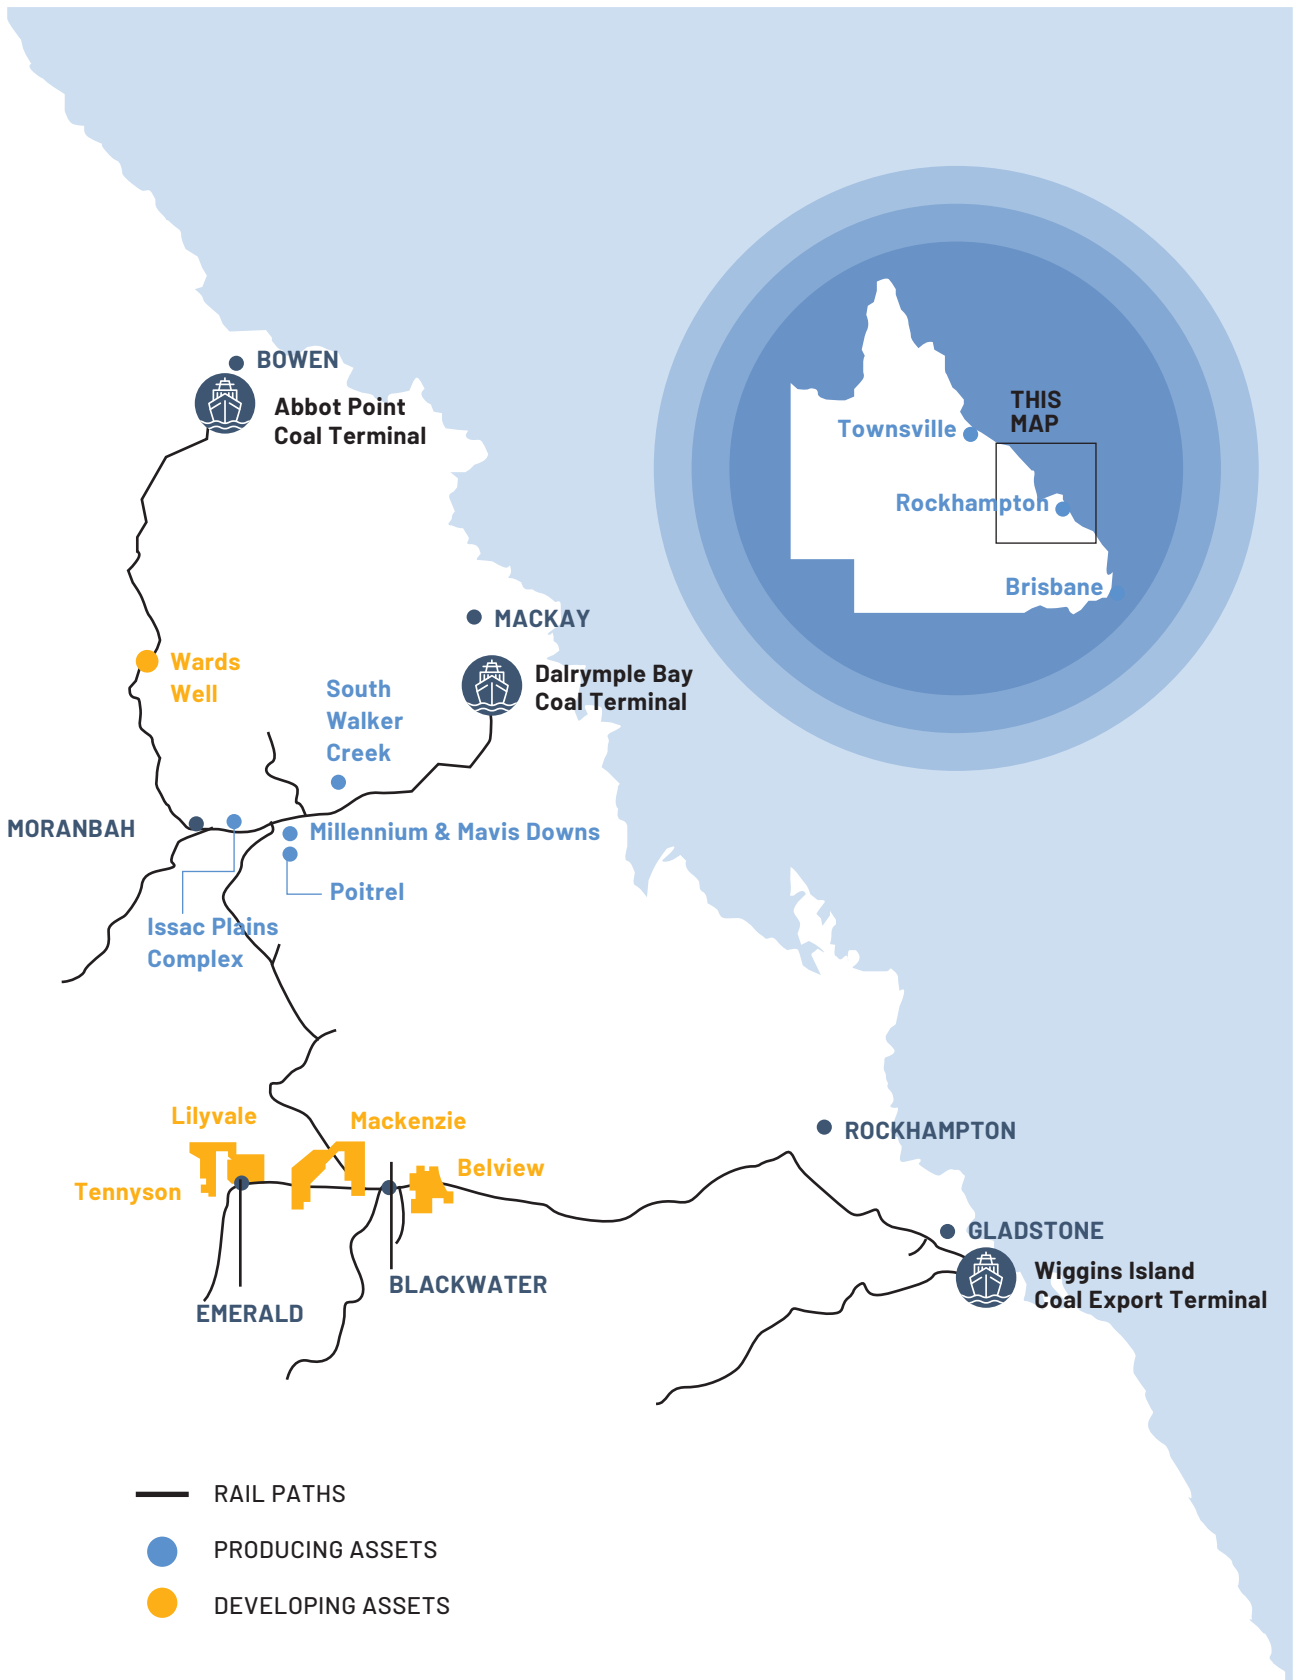 BOWEN
Abbot Point
Coal Terminal
THIS
MAP
Townsville
Rockhampton
Brisbane
MACKAY
Dalrymple Bay
Coal Terminal
Wards
Well
South
Walker
Creek
MORANBAH
Millennium & Mavis Downs
Poitrel
Issac Plains
Complex
Lilyvale
Mackenzie
Belview
Tennyson
ROCKHAMPTON
GLADSTONE
Wiggins Island
Coal Export Terminal
BLACKWATER
EMERALD
RAIL PATHS
PRODUCING ASSETS
DEVELOPING ASSETS